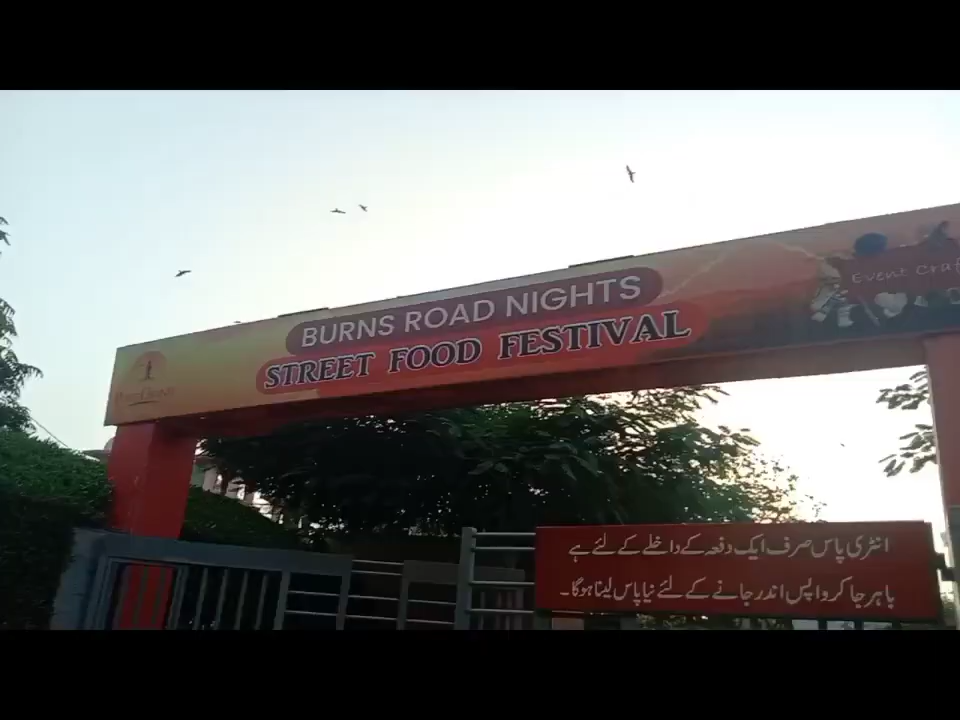 BURNS ROAD NIGHTS
STREET FOOD FESTIVAL
Event Craf
انٹری پاس صرف ایک دفعہ کے داخلے کے لئے ہے
باہر جا کر واپس اندر جانے کے لئے نیا پاس لینا ہوگا۔